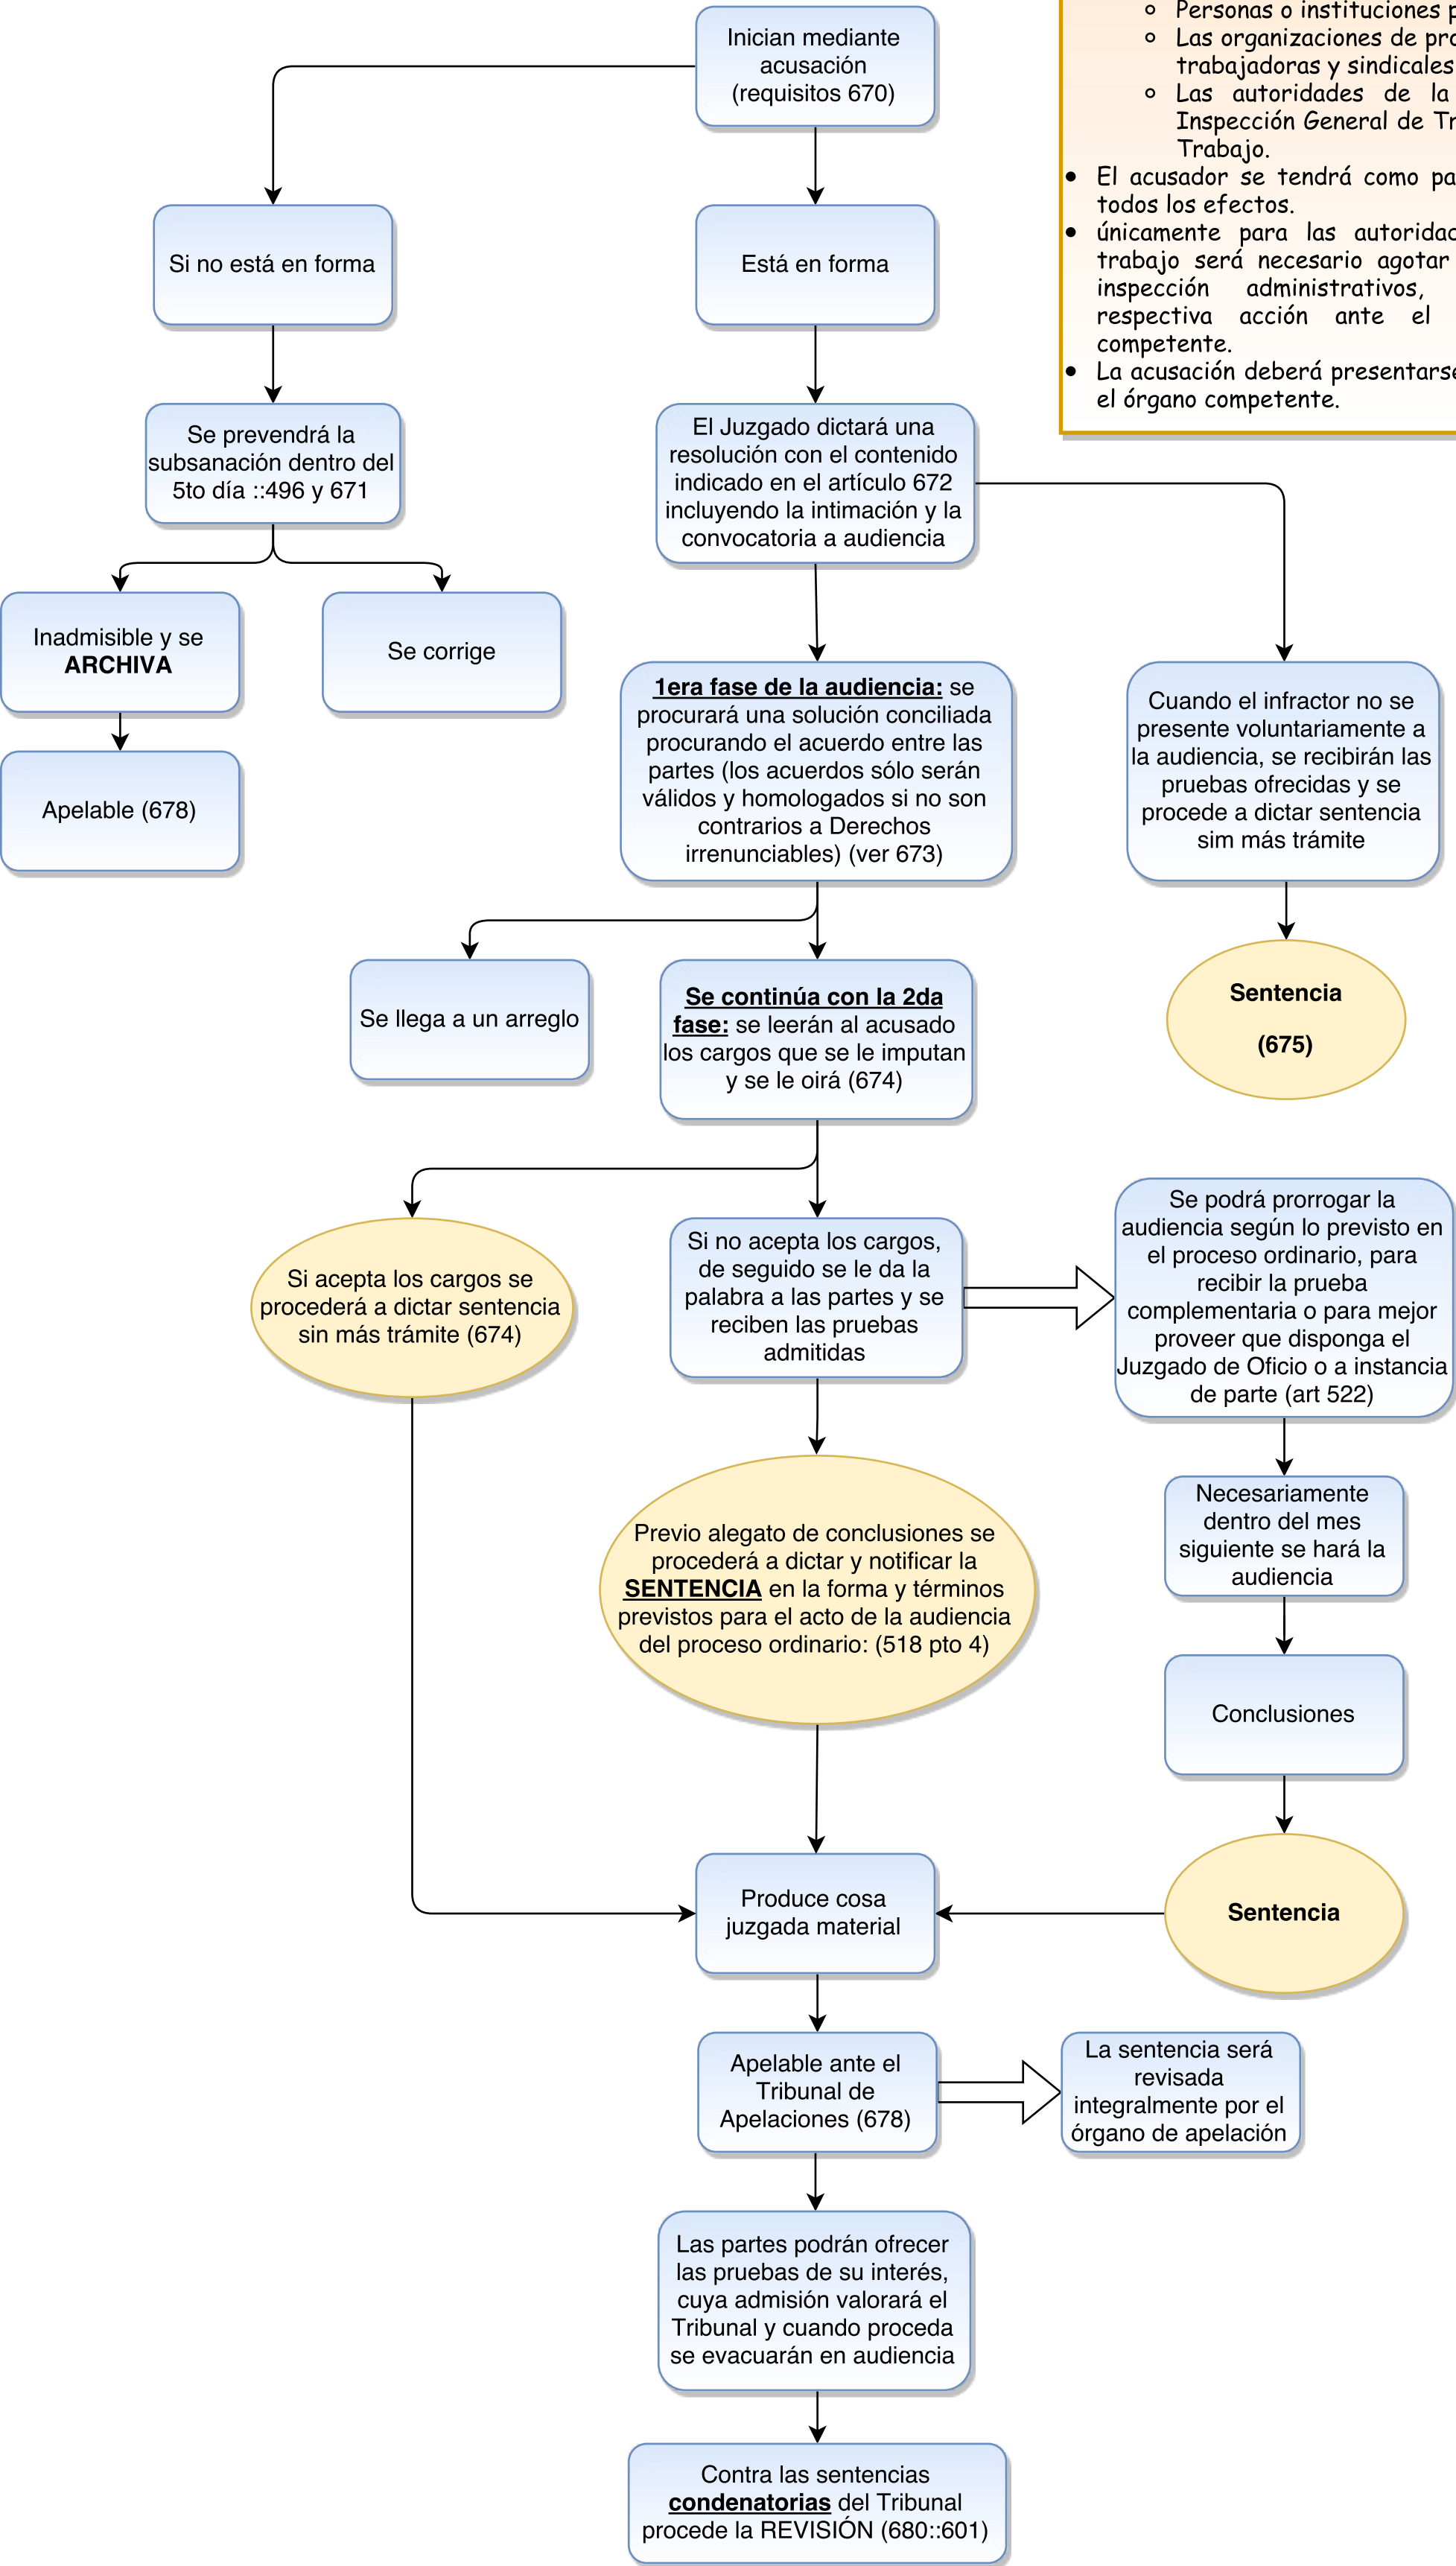 Inician mediante
acusación
(requisitos 670)
Personas o instituciones
Las organizaciones de
trabajadoras y sindicales
Las autoridades de la
Inspección General de
Trabajo.
El acusador se tendrá como
todos los efectos.
únicamente para las
trabajo será necesario agotar
inspección administrativos,
respectiva acción ante el
competente.
La acusación deberá
el órgano competente.
Si no está en forma
Está en forma
Se prevendrá la
subsanación dentro del
5to día ::496 y 671
El Juzgado dictará una
resolución con el contenido
indicado en el artículo 672
incluyendo la intimación y la
convocatoria a audiencia
Inadmisible y se
ARCHIVA
Se corrige
Apelable (678)
1era fase de la audiencia: se
procurará una solución conciliada
procurando el acuerdo entre las
partes (los acuerdos sólo serán
válidos y homologados si no son
contrarios a Derechos
irrenunciables) (ver 673)
Cuando el infractor no se
presente voluntariamente a
la audiencia, se recibirán las
pruebas ofrecidas y se
procede a dictar sentencia
sim más trámite
Se llega a un arreglo
Se continúa con la 2da
fase: se leerán al acusado
los cargos que se le imputan
y se le oirá (674)
Sentencia
(675)
Si acepta los cargos se
procederá a dictar sentencia
sin más trámite (674)
Si no acepta los cargos,
de seguido se le da la
palabra a las partes y se
reciben las pruebas
admitidas
Se podrá prorrogar la
audiencia según lo previsto en
el proceso ordinario, para
recibir la prueba
complementaria o para mejor
proveer que disponga el
Juzgado de Oficio o a instancia
de parte (art 522)
Previo alegato de conclusiones se
procederá a dictar y notificar la
SENTENCIA en la forma y términos
previstos para el acto de la audiencia
del proceso ordinario: (518 pto 4)
Necesariamente
dentro del mes
siguiente se hará la
audiencia
Conclusiones
Produce cosa
juzgada material
Sentencia
Apelable ante el
Tribunal de
Apelaciones (678)
La sentencia será
revisada
integralmente por el
órgano de apelación
Las partes podrán ofrecer
las pruebas de su interés,
cuya admisión valorará el
Tribunal y cuando proceda
se evacuarán en audiencia
Contra las sentencias
condenatorias del Tribunal
procede la REVISIÓN (680::601)